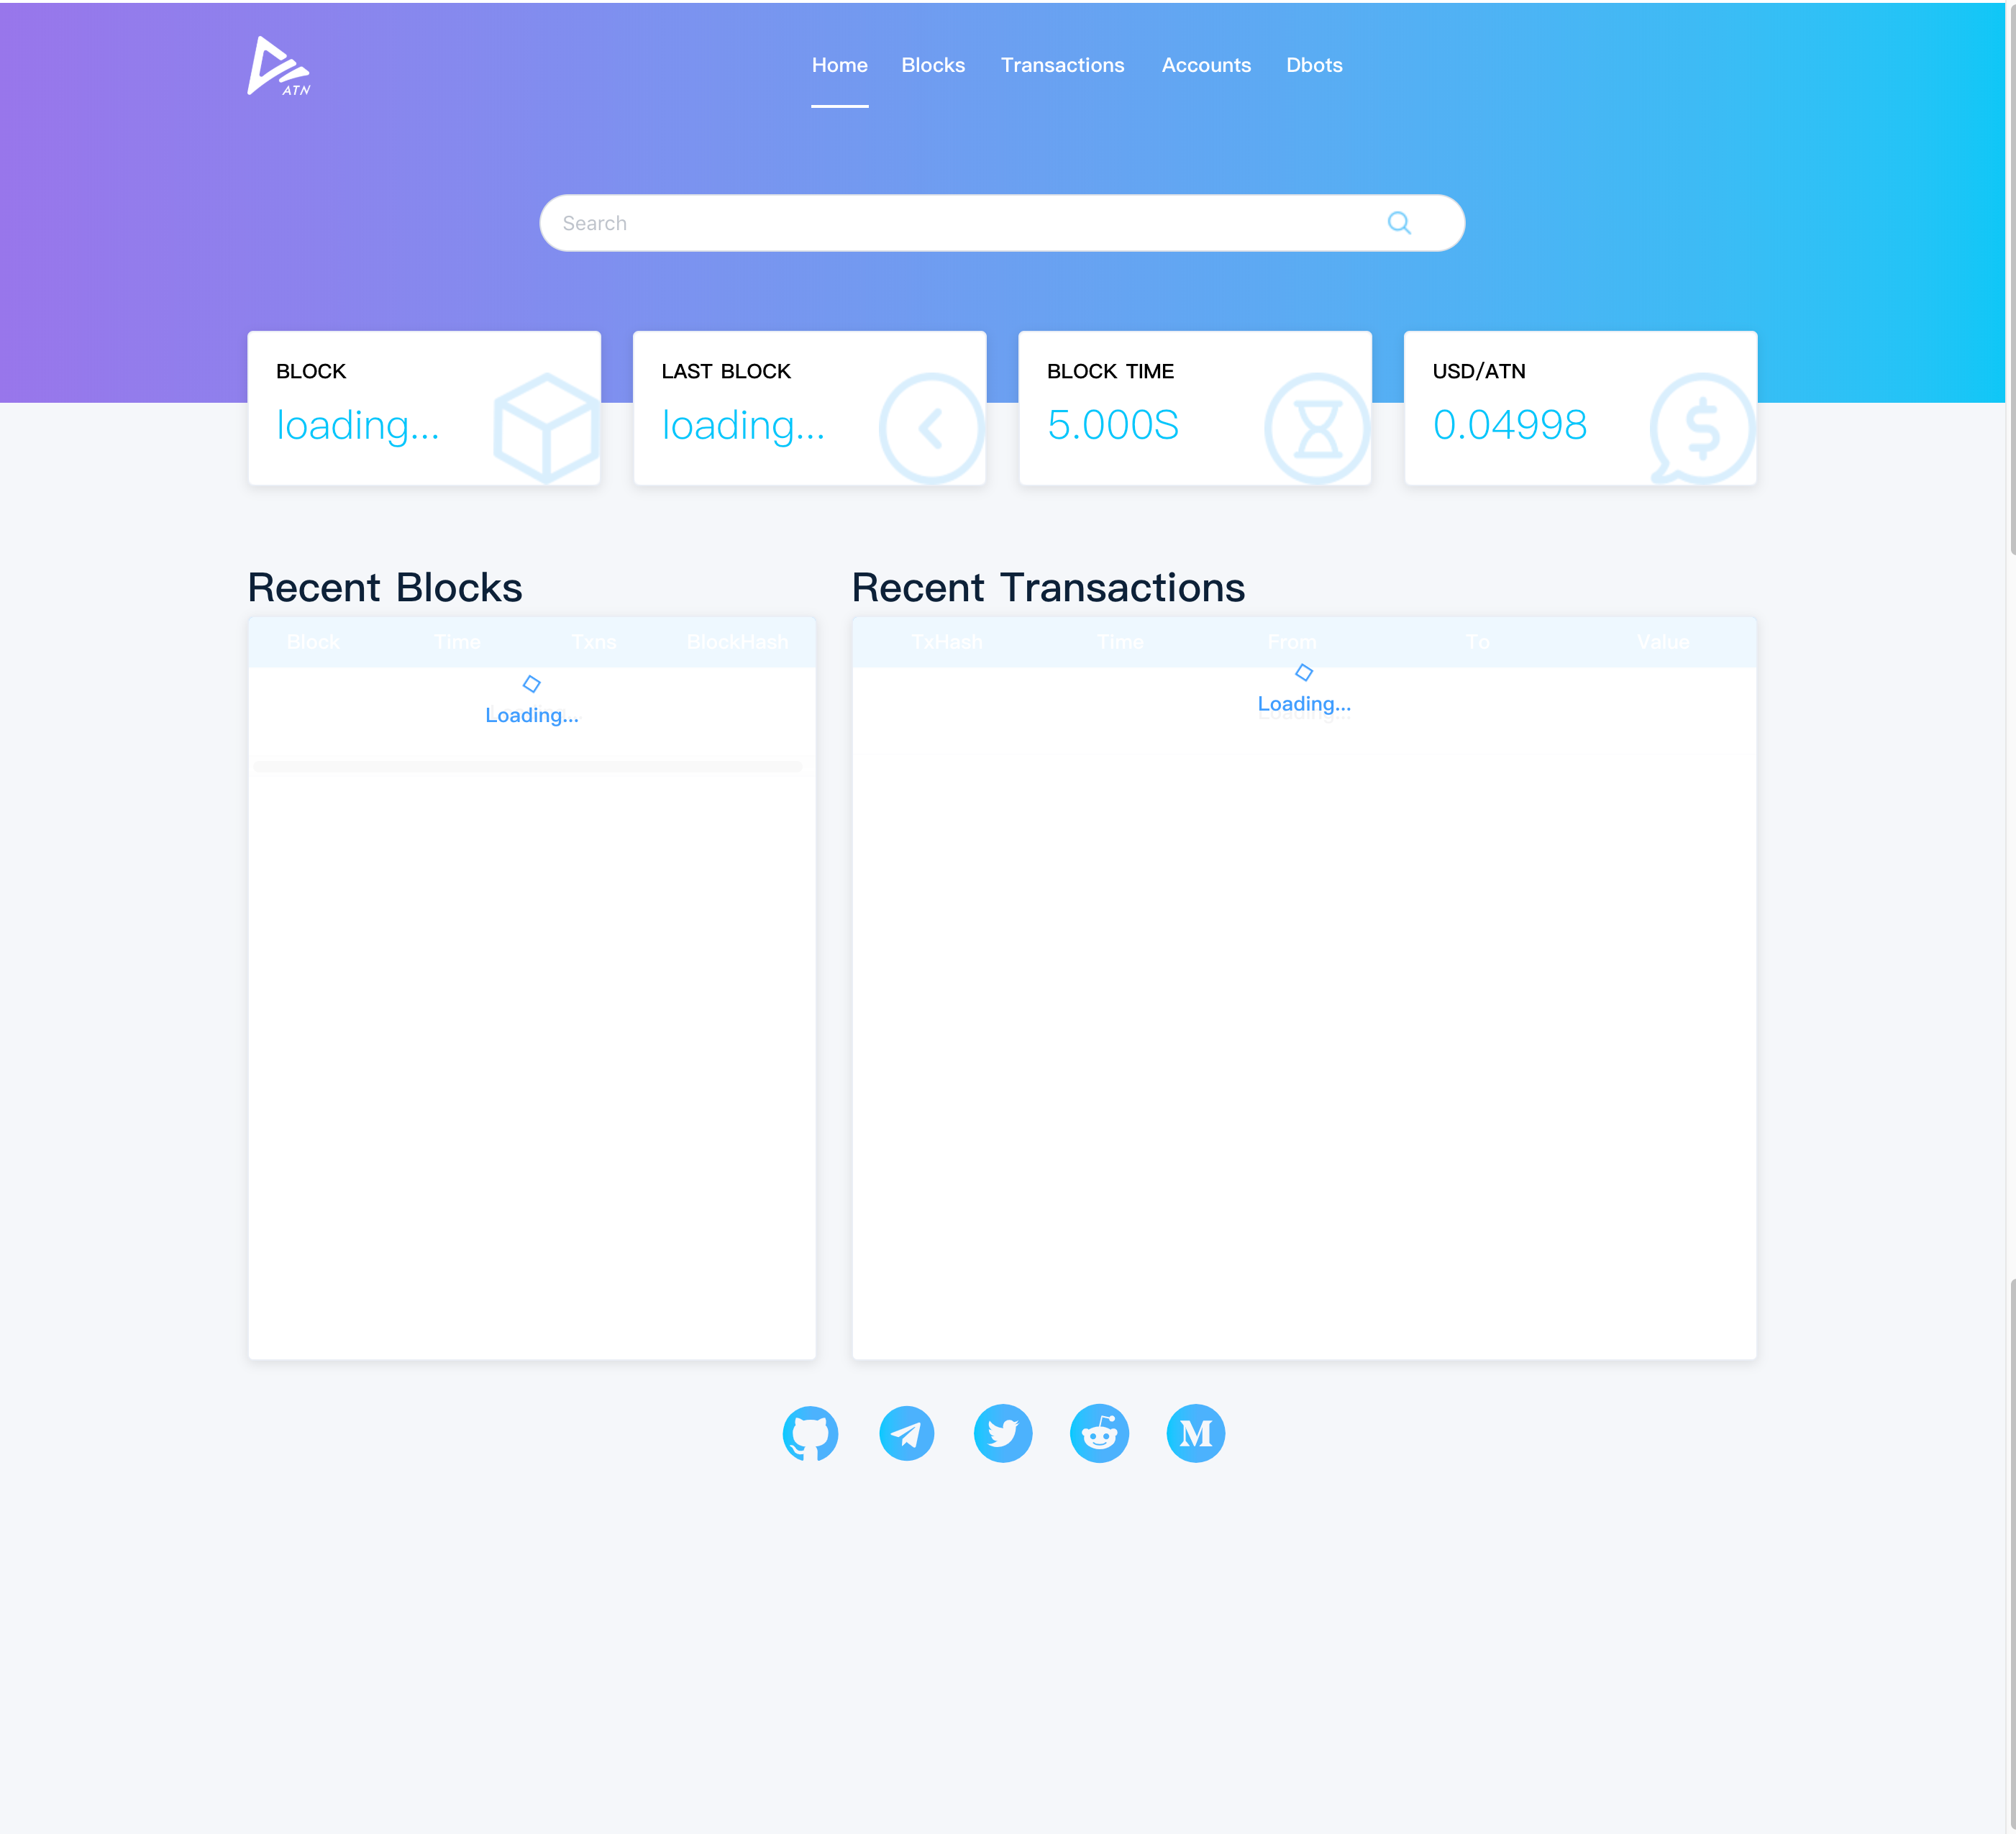 ATN
Home Blocks Transactions Accounts Dbots
Search
BLOCK
loading...
LAST BLOCK
loading...
BLOCK TIME
5.000S
USD/ATN
0.04998
Recent Blocks
Block Time Txns BlockHash
Loading...
Recent Transactions
TxHash Time From To Value
Loading...